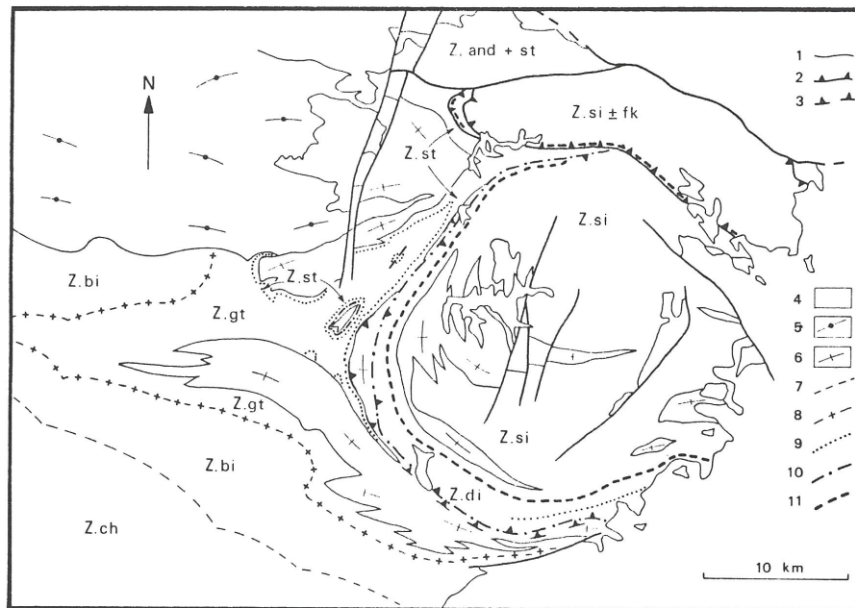 Z. and + st
N
Z.si ± fk
Z.st
Z.si
Z.bi
Z.st
Z.gt
Z.gt
Z.si
Z.bi
Z.di
Z.ch
1
2
3
4
5
6
7
8
9
10
11
10 km